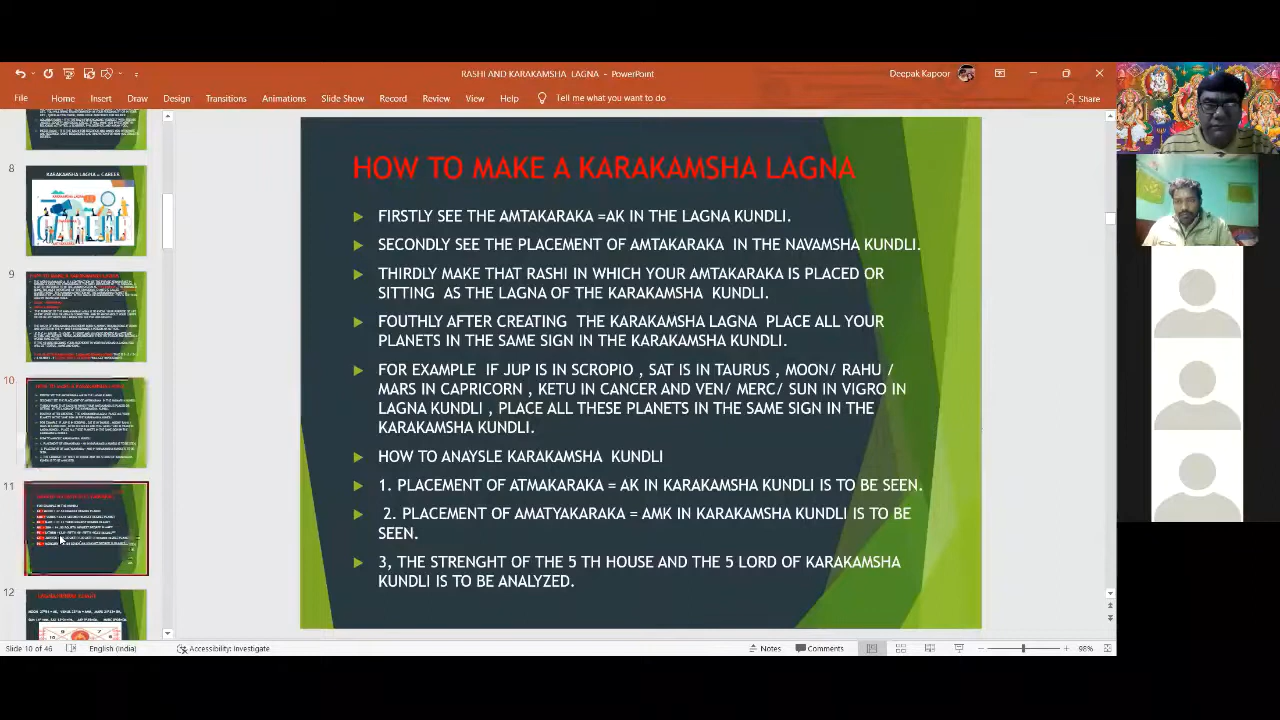 RASHI AND KARAKAMSHA LAGNA - PowerPoint
Deepak Kapoor
File Home Insert Draw Design Transitions Animations Slide Show Record Review View Help Tell me what you want to do
Share
8
KARAKAMSHA LAGNA = CAREER
9
10
11
12
HOW TO MAKE A KARAKAMSHA LAGNA
FIRSTLY SEE THE AMTAKARAKA =AK IN THE LAGNA KUNDLI.
SECONDLY SEE THE PLACEMENT OF AMTAKARAKA IN THE NAVAMSHA KUNDLI.
THIRDLY MAKE THAT RASHI IN WHICH YOUR AMTAKARAKA IS PLACED OR
SITTING AS THE LAGNA OF THE KARAKAMSHA KUNDLI.
FOUTHLY AFTER CREATING THE KARAKAMSHA LAGNA PLACE ALL YOUR
PLANETS IN THE SAME SIGN IN THE KARAKAMSHA KUNDLI.
FOR EXAMPLE IF JUP IS IN SCROPIO , SAT IS IN TAURUS , MOON/ RAHU /
MARS IN CAPRICORN , KETU IN CANCER AND VEN/ MERC/ SUN IN VIGRO IN
LAGNA KUNDLI , PLACE ALL THESE PLANETS IN THE SAME SIGN IN THE
KARAKAMSHA KUNDLI.
HOW TO ANAYSLE KARAKAMSHA KUNDLI
1. PLACEMENT OF ATMAKARAKA = AK IN KARAKAMSHA KUNDLI IS TO BE SEEN.
2. PLACEMENT OF AMATYAKARAKA = AMK IN KARAKAMSHA KUNDLI IS TO BE
SEEN.
3, THE STRENGHT OF THE 5 TH HOUSE AND THE 5 LORD OF KARAKAMSHA
KUNDLI IS TO BE ANALYZED.
Slide 10 of 46 English (India) Accessibility: Investigate Notes Comments 98%